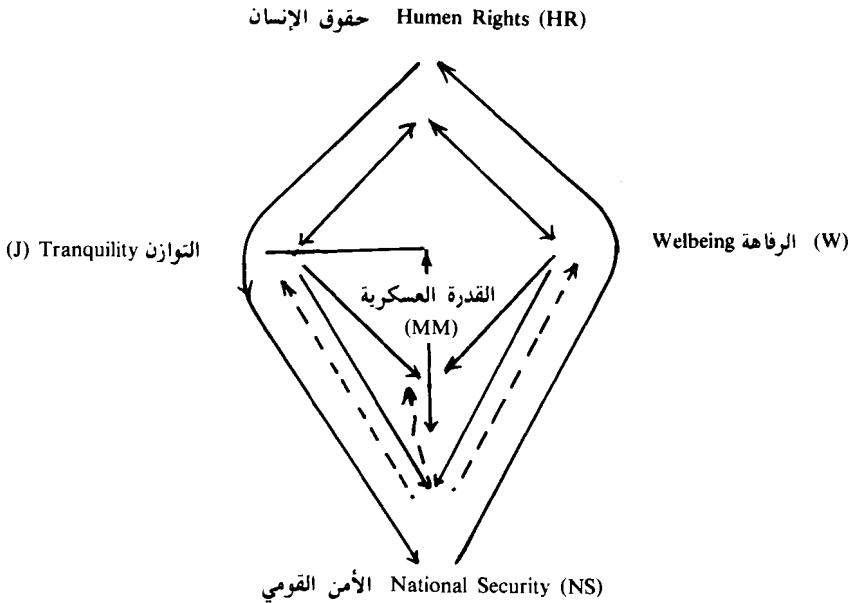 حقوق الإنسان Humen Rights (HR)
(J) Tranquility التوازن
Welbeing الرفاهة (W)
القدرة العسكرية
(MM)
الأمن القومي National Security (NS)